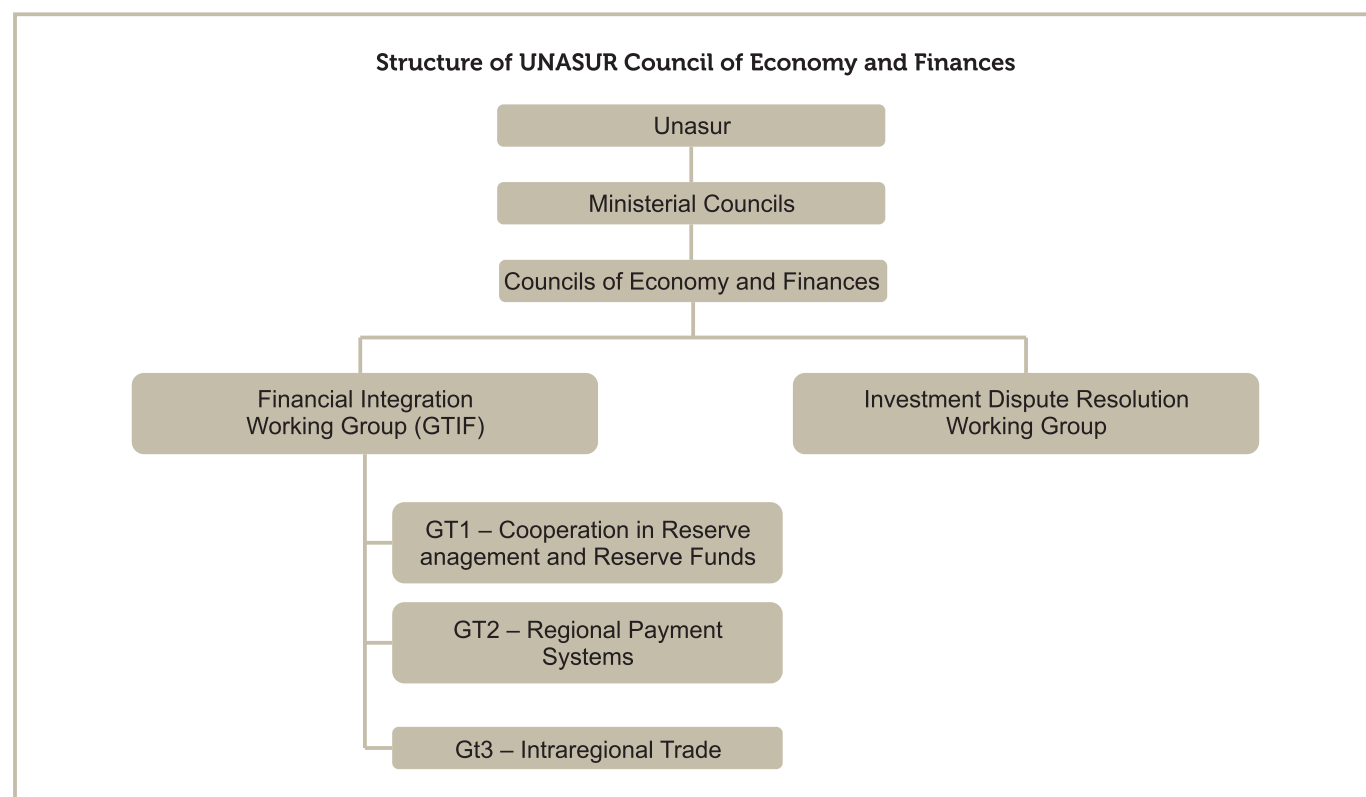 Structure of UNASUR Council of Economy and Finances
Unasur
Ministerial Councils
Councils of Economy and Finances
Financial Integration
Working Group (GTIF)
Investment Dispute Resolution
Working Group
GT1 – Cooperation in Reserve
anagement and Reserve Funds
GT2 – Regional Payment
Systems
Gt3 – Intraregional Trade